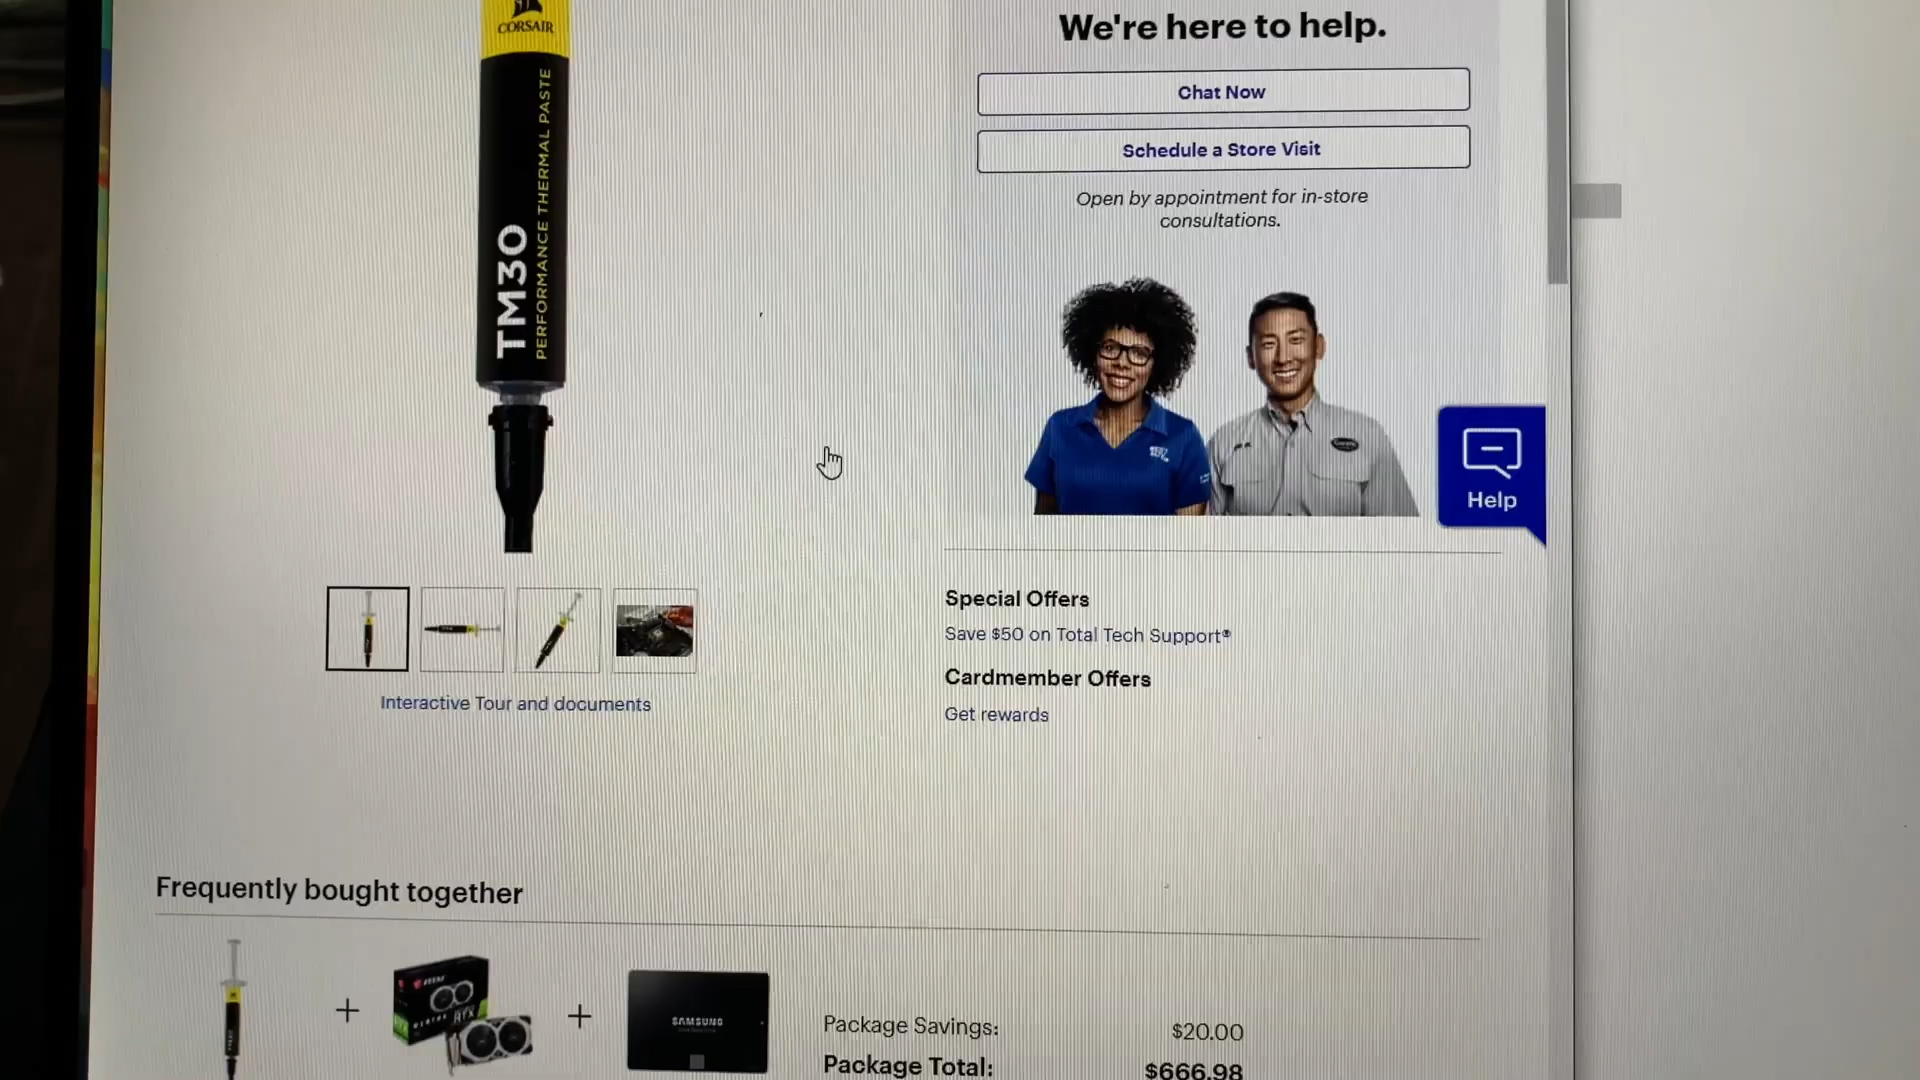 CORSAIR
TM30
PERFORMANCE THERMAL PASTE
We're here to help.
Chat Now
Schedule a Store Visit
Open by appointment for in-store
consultations.
Help
Special Offers
Save $50 on Total Tech Support®
Cardmember Offers
Get rewards
Interactive Tour and documents
Frequently bought together
+
+
RTX
SAMSUNG
Package Savings: $20.00
Package Total: $666.98